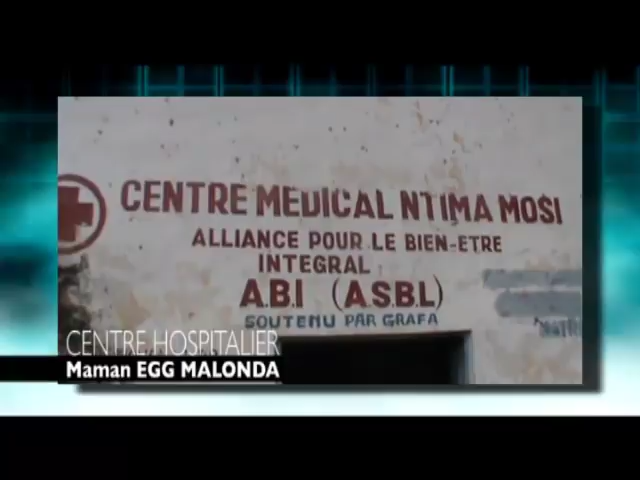 CENTRE MEDICAL NTIMA MOSI
ALLIANCE POUR LE BIEN-ETRE
INTEGRAL
A.B.I (A.S.B.L)
SOUTENU PAR GRAFA
CENTRE HOSPITALIER
Maman EGG MALONDA